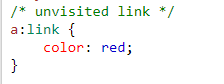 /* unvisited link */
a:link {
    color: red;
}